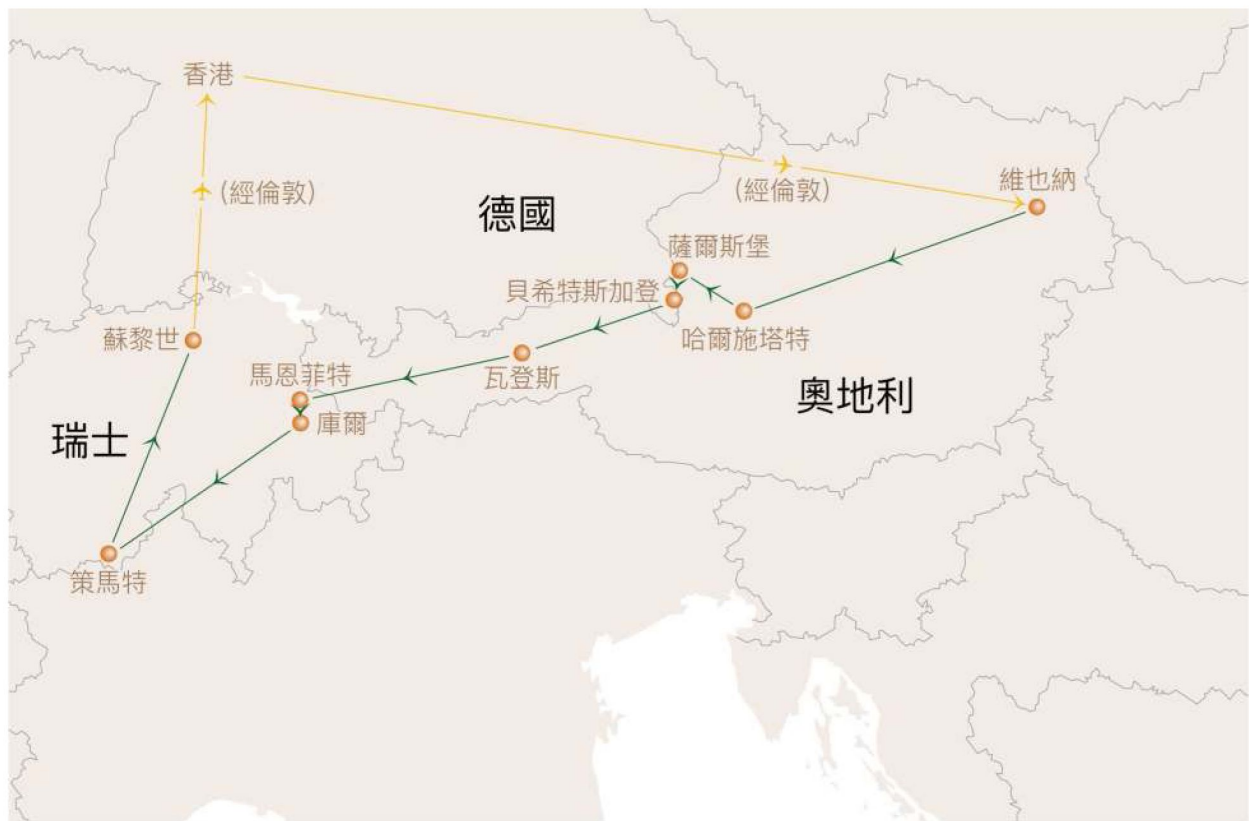 香港
(經倫敦)
維也納
(經倫敦)
德國
薩爾斯堡
貝希特斯加登
哈爾施塔特
蘇黎世
馬恩菲特
瓦登斯
奧地利
庫爾
瑞士
策馬特